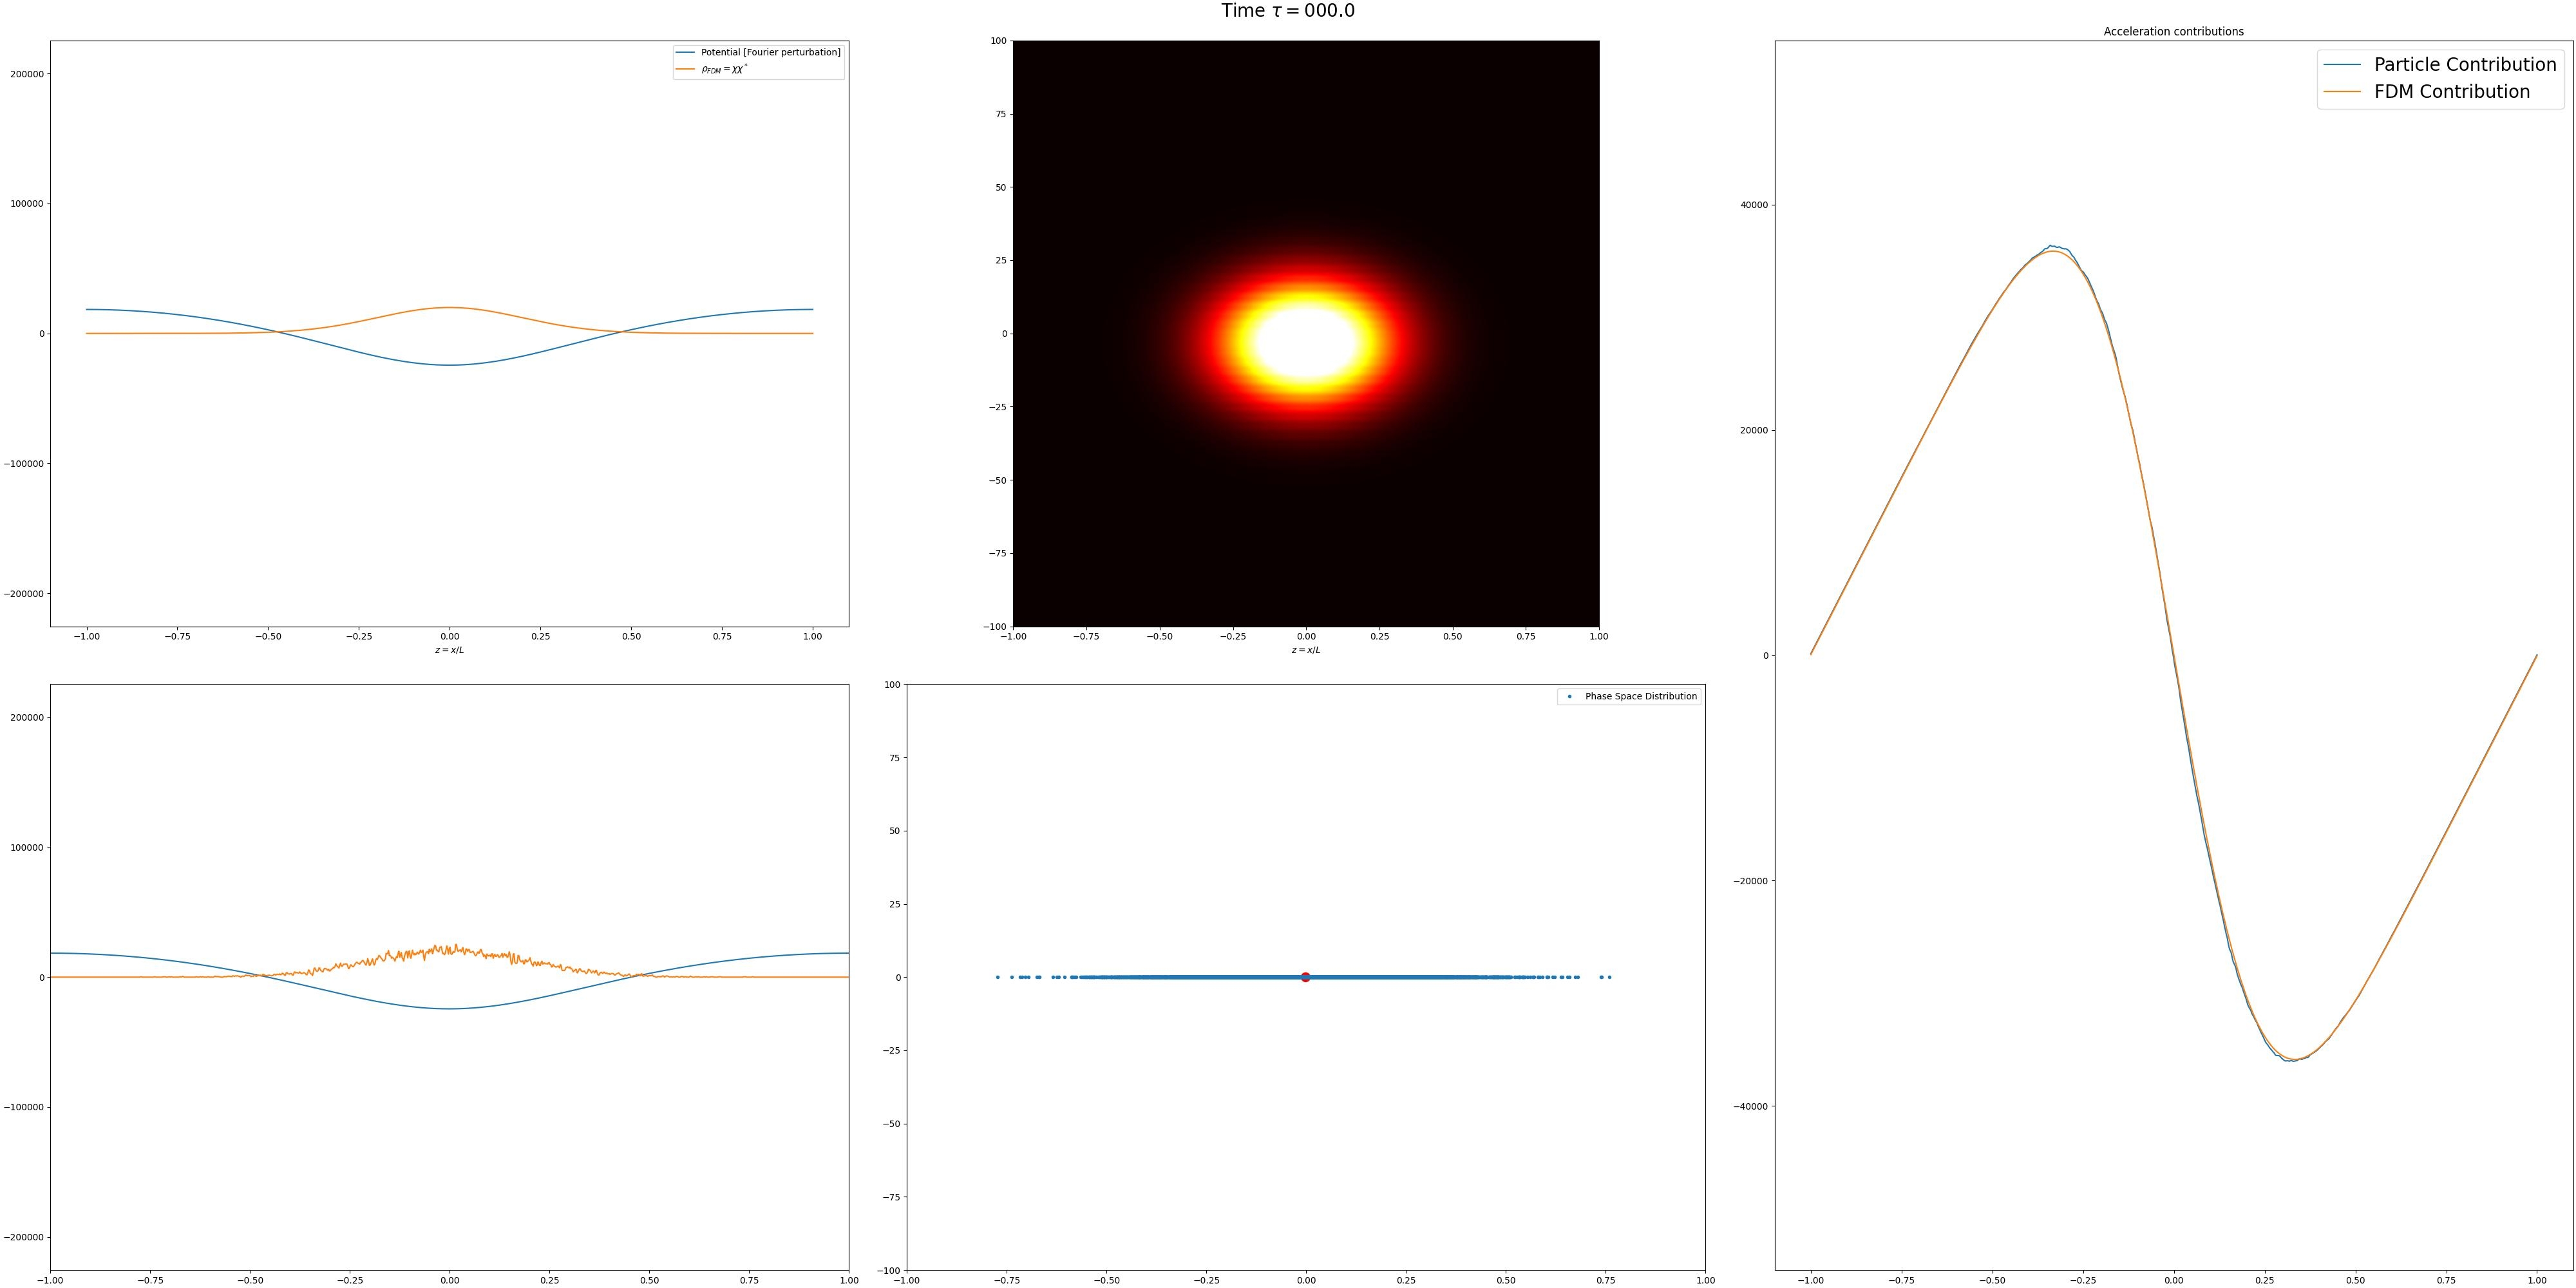 Time τ = 000.0
Potential [Fourier perturbation]
ρ_FDM = χχ*
200000
100000
0
−100000
−200000
−1.00 −0.75 −0.50 −0.25 0.00 0.25 0.50 0.75 1.00
z = x/L
100
75
50
25
0
−25
−50
−75
−100
−1.00 −0.75 −0.50 −0.25 0.00 0.25 0.50 0.75 1.00
z = x/L
Acceleration contributions
Particle Contribution
FDM Contribution
40000
20000
0
−20000
−40000
−1.00 −0.75 −0.50 −0.25 0.00 0.25 0.50 0.75 1.00
200000
100000
0
−100000
−200000
−1.00 −0.75 −0.50 −0.25 0.00 0.25 0.50 0.75 1.00
Phase Space Distribution
100
75
50
25
0
−25
−50
−75
−100
−1.00 −0.75 −0.50 −0.25 0.00 0.25 0.50 0.75 1.00